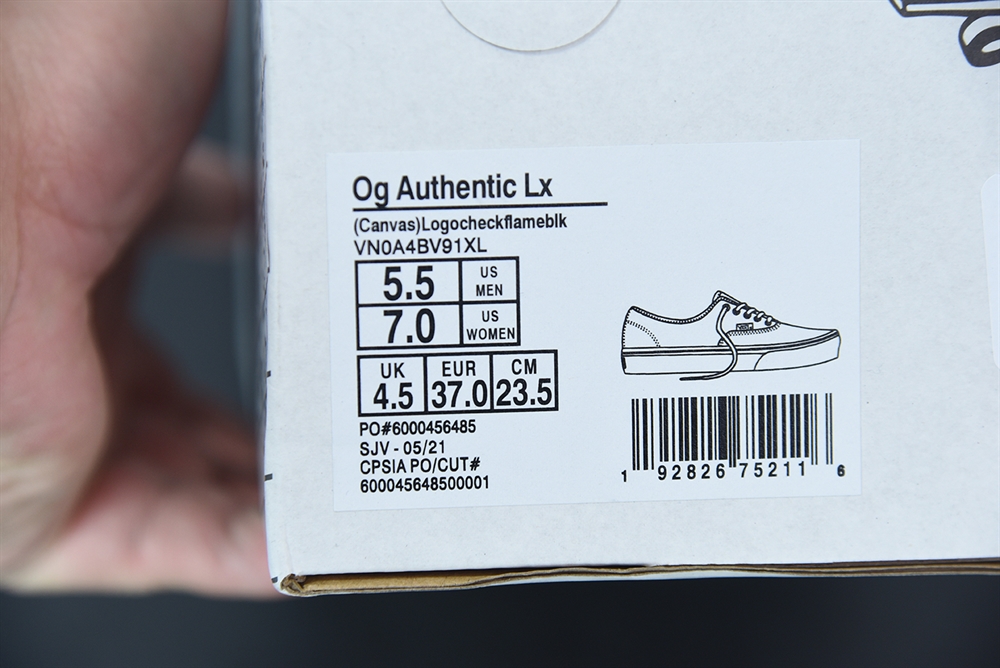 Og Authentic Lx
(Canvas)Logocheckflameblk
VN0A4BV91XL
5.5 US MEN
7.0 US WOMEN
UK EUR CM
4.5 37.0 23.5
PO#6000456485
SJV - 05/21
CPSIA PO/CUT#
600045648500001
1 92826 75211 6